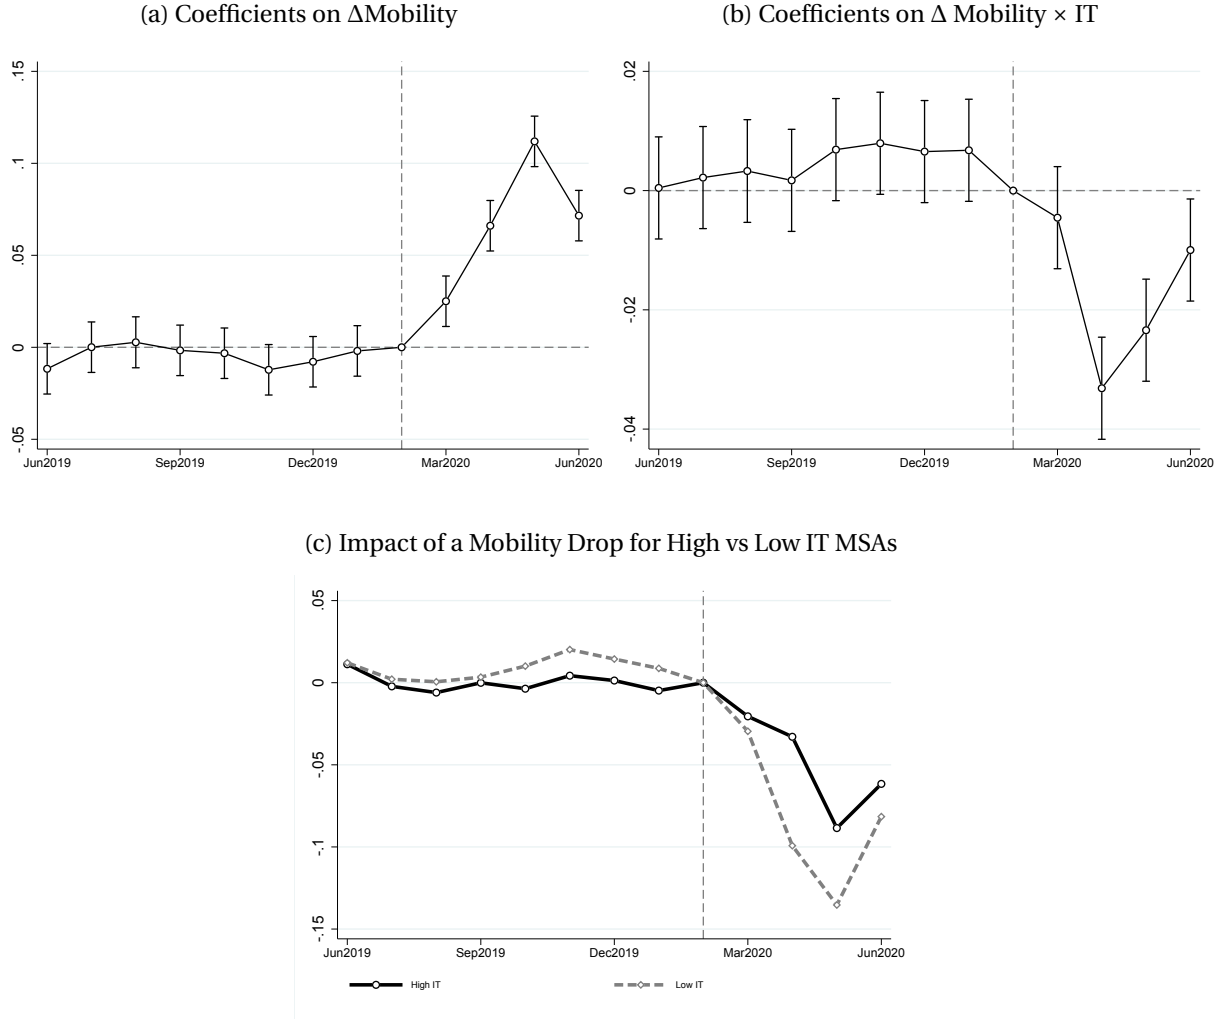 (a) Coefficients on ΔMobility
.15
.1
.05
0
-.05
Jun2019 Sep2019 Dec2019 Mar2020 Jun2020
(b) Coefficients on Δ Mobility × IT
.02
0
-.02
-.04
Jun2019 Sep2019 Dec2019 Mar2020 Jun2020
(c) Impact of a Mobility Drop for High vs Low IT MSAs
.05
0
-.05
-.1
-.15
Jun2019 Sep2019 Dec2019 Mar2020 Jun2020
High IT Low IT